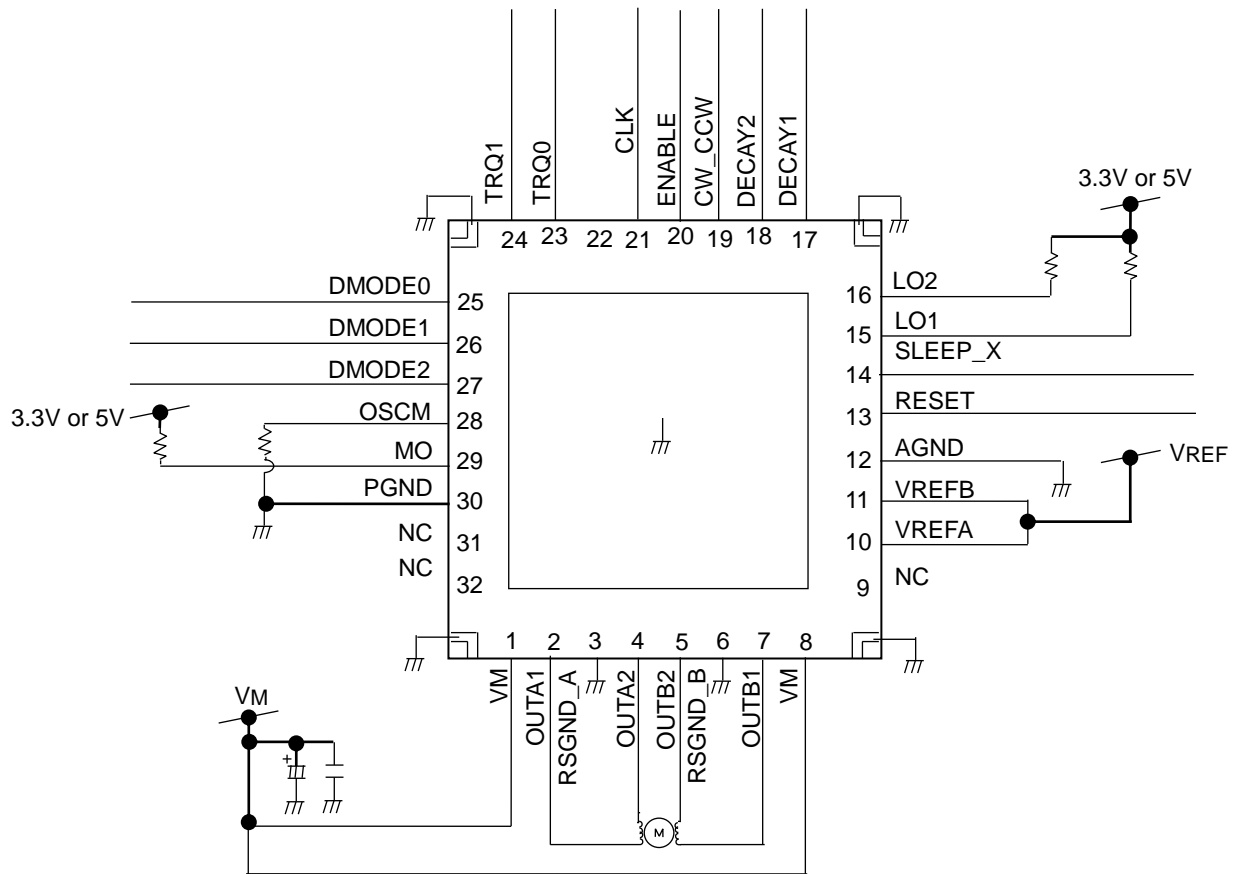 TRQ1
TRQ0
CLK
ENABLE
CW_CCW
DECAY2
DECAY1
24 23 22 21 20 19 18 17
3.3V or 5V
DMODE0 25
DMODE1 26
DMODE2 27
3.3V or 5V
OSCM 28
MO 29
PGND 30
NC 31
NC 32
16 LO2
15 LO1
14 SLEEP_X
13 RESET
12 AGND
VREF
11 VREFB
10 VREFA
9 NC
1 2 3 4 5 6 7 8
VM
OUTA1
RSGND_A
OUTA2
OUTB2
RSGND_B
OUTB1
VM
VM
+
M